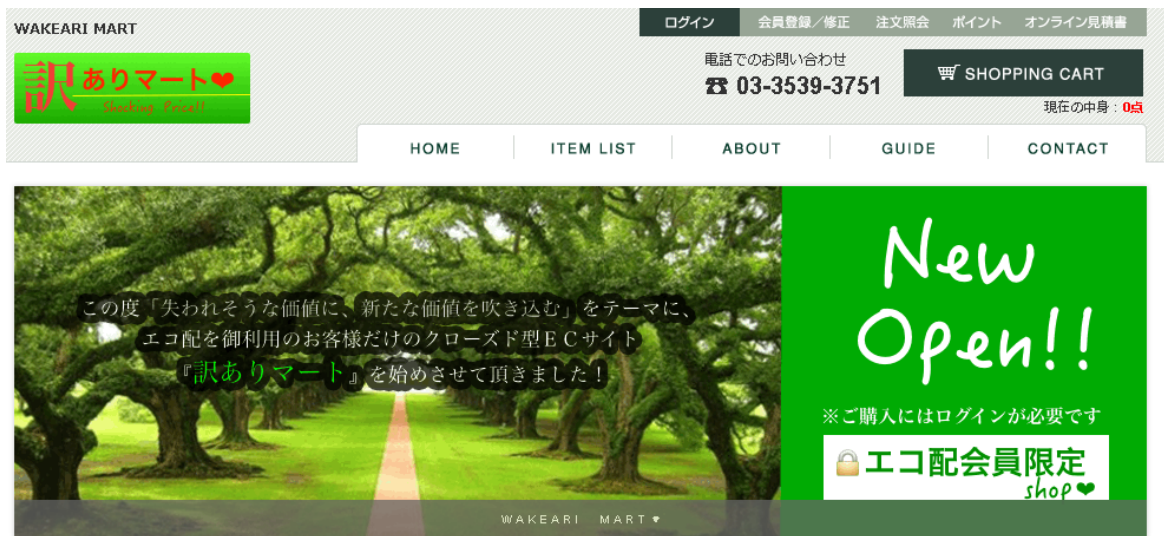 WAKEARI MART
ログイン 会員登録／修正 注文照会 ポイント オンライン見積書
訳ありマート❤
Shocking Price!!
電話でのお問い合わせ
☎ 03-3539-3751
SHOPPING CART
現在の中身：0点
HOME ITEM LIST ABOUT GUIDE CONTACT
この度「失われそうな価値に、新たな価値を吹き込む」をテーマに、
エコ配を御利用のお客様だけのクローズド型ＥＣサイト
『訳ありマート』を始めさせて頂きました！
New
Open!!
※ご購入にはログインが必要です
エコ配会員限定
shop❤
WAKEARI MART❤